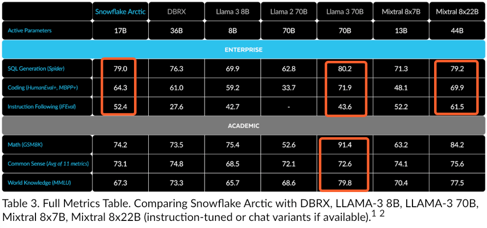 Snowflake Arctic DBRX Llama 3 8B Llama 2 70B Llama 3 70B Mixtral 8x7B Mixtral 8x22B
Active Parameters 17B 36B 8B 70B 70B 13B 44B
ENTERPRISE
SQL Generation (Spider) 79.0 76.3 69.9 62.8 80.2 71.3 79.2
Coding (HumanEval+, MBPP+) 64.3 61.0 59.2 33.7 71.9 48.1 69.9
Instruction Following (IFEval) 52.4 27.6 42.7 - 43.6 52.2 61.5
ACADEMIC
Math (GSM8K) 74.2 73.5 75.4 52.6 91.4 63.2 84.2
Common Sense (Avg of 11 metrics) 73.1 74.8 68.5 72.1 72.6 74.1 75.6
World Knowledge (MMLU) 67.3 73.3 65.7 68.6 79.8 70.4 77.5
Table 3. Full Metrics Table. Comparing Snowflake Arctic with DBRX, LLAMA-3 8B, LLAMA-3 70B,
Mixtral 8x7B, Mixtral 8x22B (instruction-tuned or chat variants if available).1 2